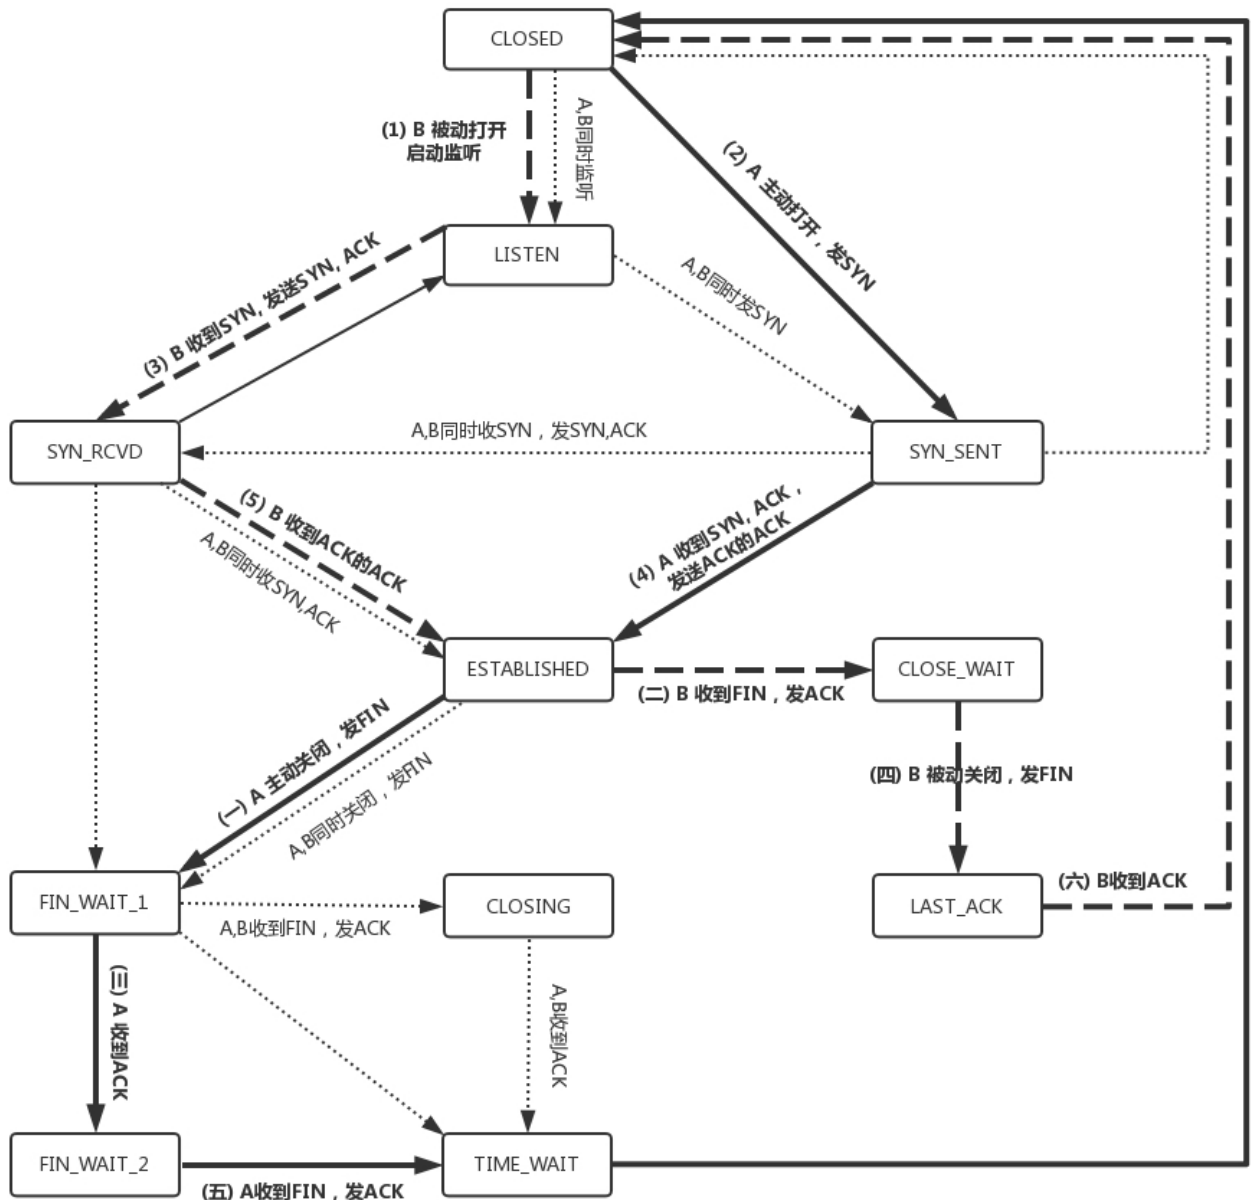 CLOSED
(1) B 被动打开
启动监听
A,B同时监听
(2) A 主动打开，发SYN
LISTEN
(3) B 收到SYN, 发送SYN, ACK
A,B同时发SYN
SYN_RCVD
A,B同时收SYN，发SYN,ACK
SYN_SENT
(5) B 收到ACK的ACK
A,B同时收SYN,ACK
(4) A 收到SYN, ACK，
发送ACK的ACK
ESTABLISHED
CLOSE_WAIT
(二) B 收到FIN，发ACK
(一) A 主动关闭，发FIN
A,B同时关闭，发FIN
(四) B 被动关闭，发FIN
FIN_WAIT_1
A,B收到FIN，发ACK
CLOSING
LAST_ACK
(六) B收到ACK
(三) A 收到ACK
A,B收到ACK
FIN_WAIT_2
(五) A收到FIN，发ACK
TIME_WAIT